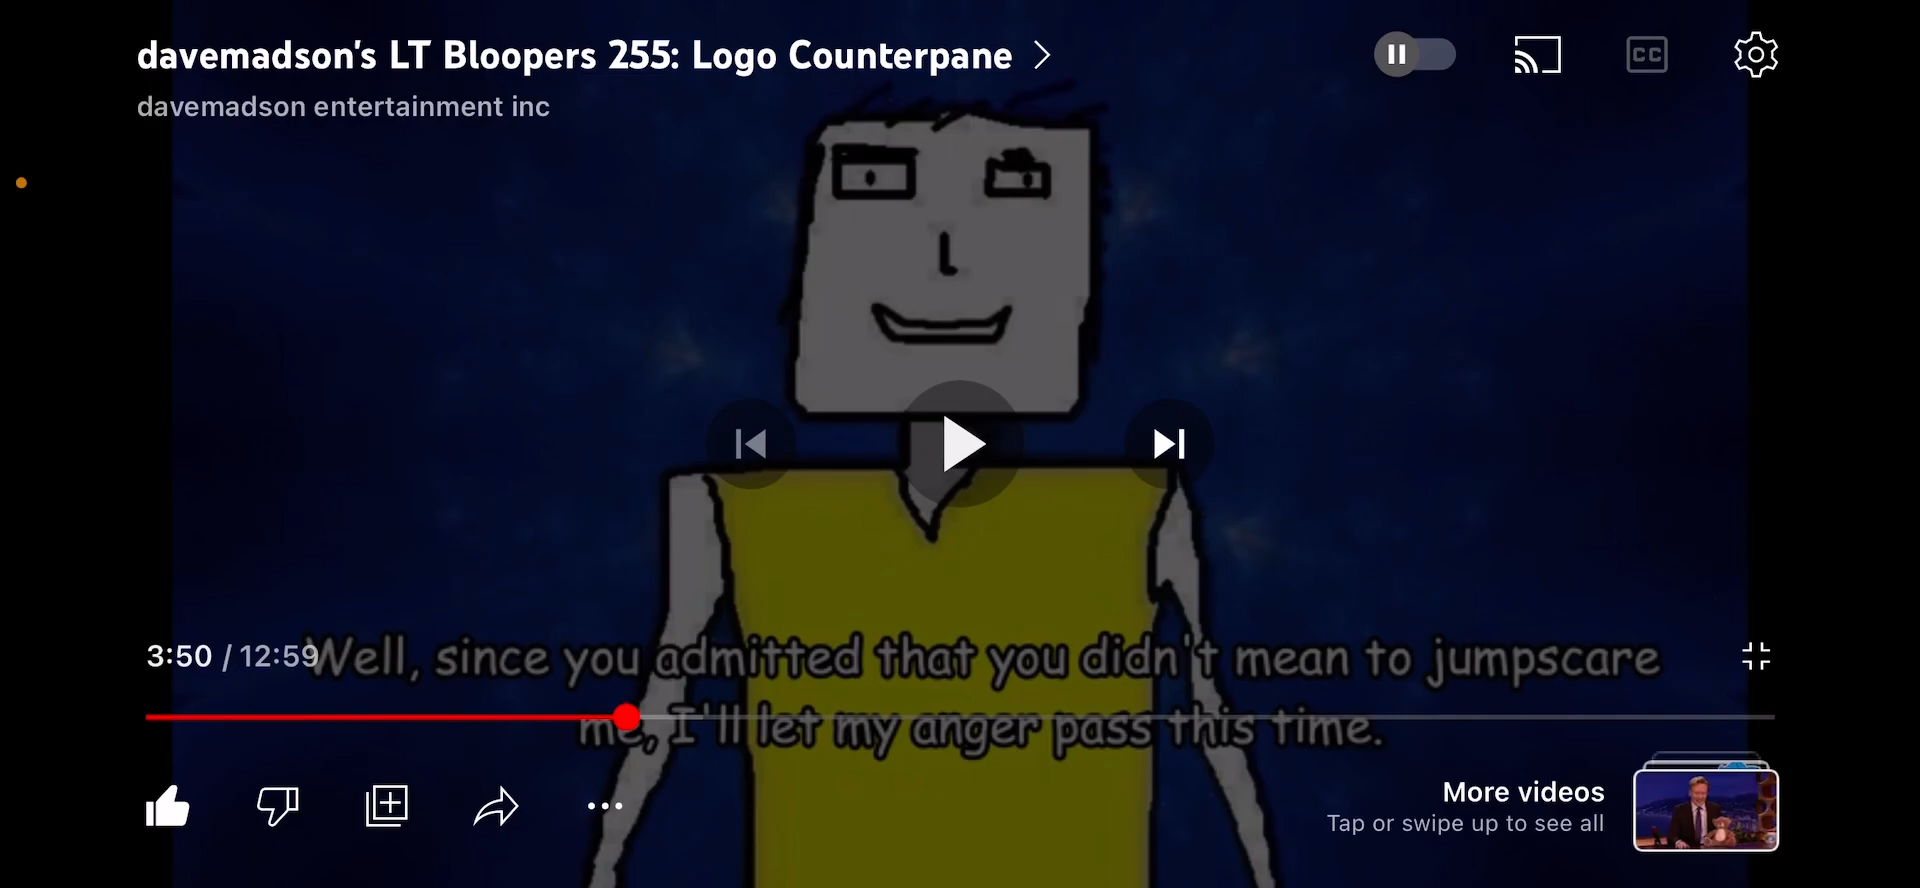 davemadson's LT Bloopers 255: Logo Counterpane
CC
davemadson entertainment inc
3:50 / 12:59
Well, since you admitted that you didn't mean to jumpscare
me, I'll let my anger pass this time.
More videos
Tap or swipe up to see all